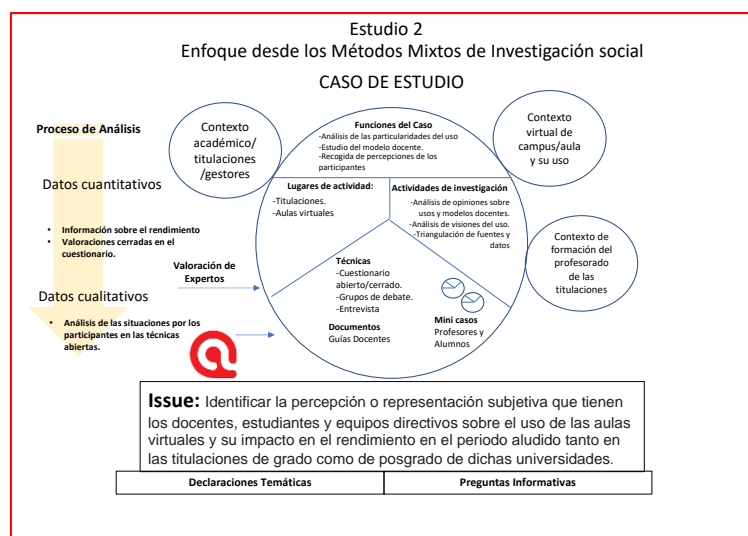 Estudio 2
Enfoque desde los Métodos Mixtos de Investigación social
CASO DE ESTUDIO
Proceso de Análisis
Datos cuantitativos
• Información sobre el rendimiento
• Valoraciones cerradas en el
cuestionario.
Valoración de
Expertos
Datos cualitativos
• Análisis de las situaciones por los
participantes en las técnicas
abiertas.
Contexto
académico/
titulaciones
/gestores
Funciones del Caso
-Análisis de las particularidades del uso
-Estudio del modelo docente.
-Recogida de percepciones de los
participantes
Contexto
virtual de
campus/aula
y su uso
Lugares de actividad:
-Titulaciones.
-Aulas virtuales
Actividades de investigación
-Análisis de opiniones sobre
usos y modelos docentes.
-Análisis de visiones del uso.
-Triangulación de fuentes y
datos
Contexto de
formación del
profesorado
de las
titulaciones
Técnicas
-Cuestionario
abierto/cerrado.
-Grupos de debate.
-Entrevista
Documentos
Guías Docentes
Mini casos
Profesores y
Alumnos
Issue: Identificar la percepción o representación subjetiva que tienen
los docentes, estudiantes y equipos directivos sobre el uso de las aulas
virtuales y su impacto en el rendimiento en el periodo aludido tanto en
las titulaciones de grado como de posgrado de dichas universidades.
Declaraciones Temáticas
Preguntas Informativas